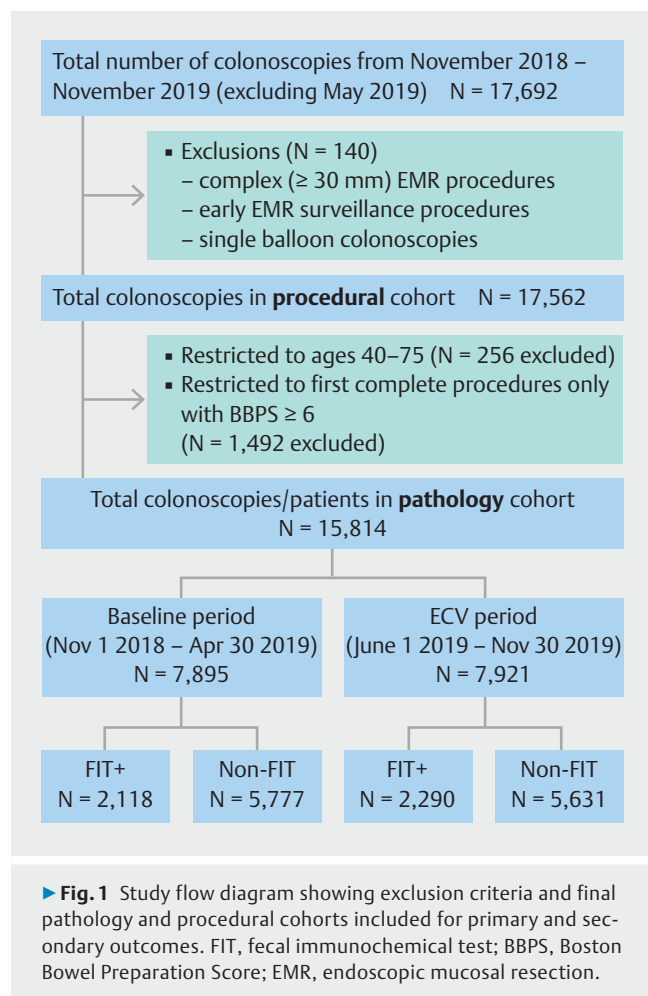 Total number of colonoscopies from November 2018 –
November 2019 (excluding May 2019) N = 17,692
▪ Exclusions (N = 140)
– complex (≥ 30 mm) EMR procedures
– early EMR surveillance procedures
– single balloon colonoscopies
Total colonoscopies in procedural cohort N = 17,562
▪ Restricted to ages 40–75 (N = 256 excluded)
▪ Restricted to first complete procedures only
with BBPS ≥ 6
(N = 1,492 excluded)
Total colonoscopies/patients in pathology cohort
N = 15,814
Baseline period
(Nov 1 2018 – Apr 30 2019)
N = 7,895
ECV period
(June 1 2019 – Nov 30 2019)
N = 7,921
FIT+
N = 2,118
Non-FIT
N = 5,777
FIT+
N = 2,290
Non-FIT
N = 5,631
▶ Fig. 1 Study flow diagram showing exclusion criteria and final
pathology and procedural cohorts included for primary and sec-
ondary outcomes. FIT, fecal immunochemical test; BBPS, Boston
Bowel Preparation Score; EMR, endoscopic mucosal resection.